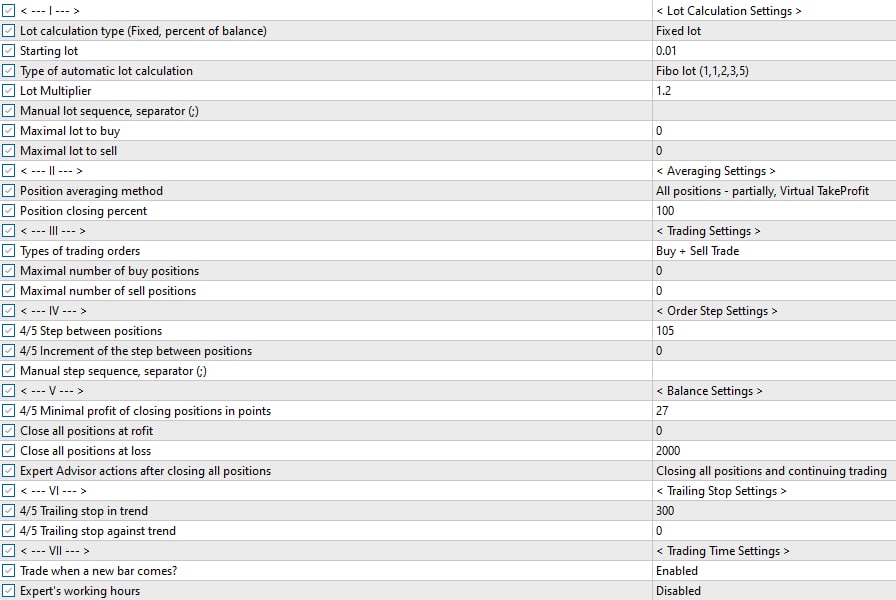 < --- I --- > < Lot Calculation Settings >
Lot calculation type (Fixed, percent of balance) Fixed lot
Starting lot 0.01
Type of automatic lot calculation Fibo lot (1,1,2,3,5)
Lot Multiplier 1.2
Manual lot sequence, separator (;)
Maximal lot to buy 0
Maximal lot to sell 0
< --- II --- > < Averaging Settings >
Position averaging method All positions - partially, Virtual TakeProfit
Position closing percent 100
< --- III --- > < Trading Settings >
Types of trading orders Buy + Sell Trade
Maximal number of buy positions 0
Maximal number of sell positions 0
< --- IV --- > < Order Step Settings >
4/5 Step between positions 105
4/5 Increment of the step between positions 0
Manual step sequence, separator (;)
< --- V --- > < Balance Settings >
4/5 Minimal profit of closing positions in points 27
Close all positions at rofit 0
Close all positions at loss 2000
Expert Advisor actions after closing all positions Closing all positions and continuing trading
< --- VI --- > < Trailing Stop Settings >
4/5 Trailing stop in trend 300
4/5 Trailing stop against trend 0
< --- VII --- > < Trading Time Settings >
Trade when a new bar comes? Enabled
Expert's working hours Disabled